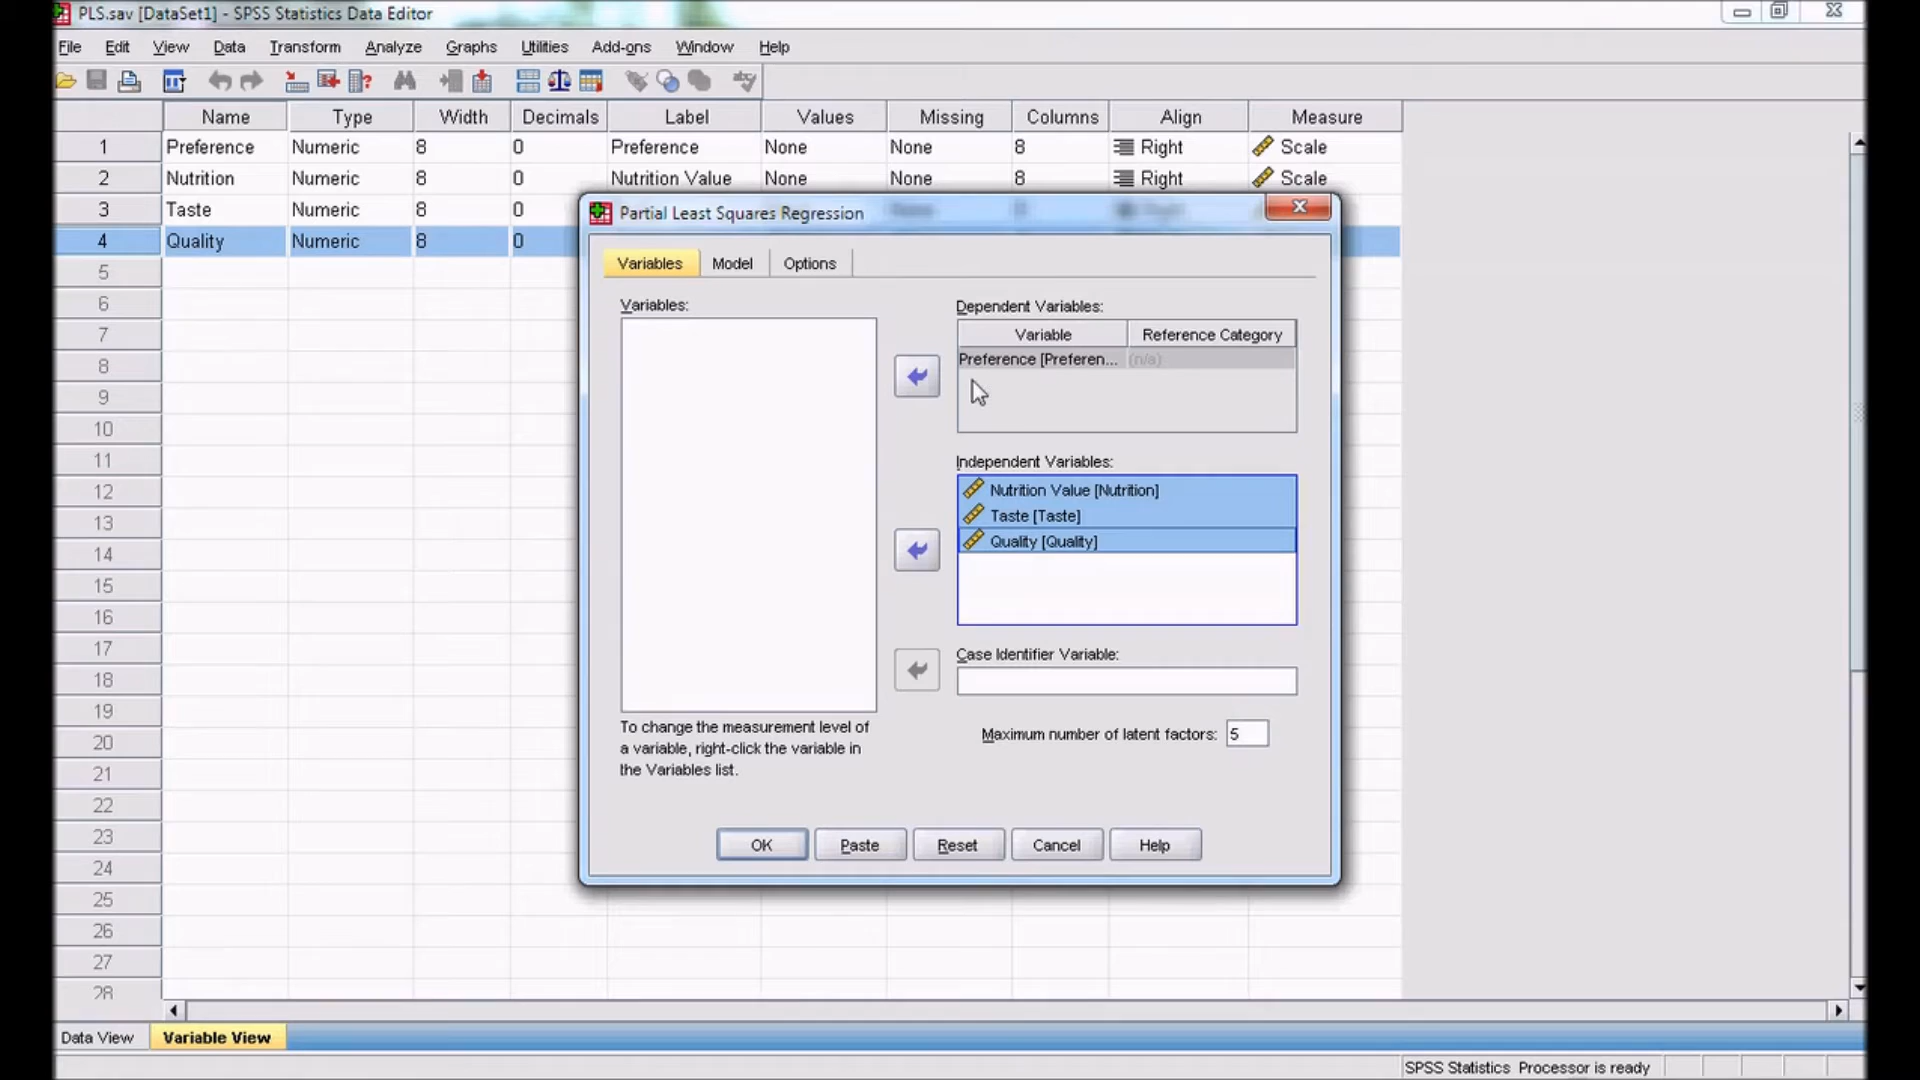 PLS.sav [DataSet1] - SPSS Statistics Data Editor
File Edit View Data Transform Analyze Graphs Utilities Add-ons Window Help
Name Type Width Decimals Label Values Missing Columns Align Measure
1 Preference Numeric 8 0 Preference None None 8 Right Scale
2 Nutrition Numeric 8 0 Nutrition Value None None 8 Right Scale
3 Taste Numeric 8 0
4 Quality Numeric 8 0
5
6
7
8
9
10
11
12
13
14
15
16
17
18
19
20
21
22
23
24
25
26
27
28
Partial Least Squares Regression
Variables Model Options
Variables:
To change the measurement level of
a variable, right-click the variable in
the Variables list.
Dependent Variables:
Variable Reference Category
Preference [Preferen... (n/a)
Independent Variables:
Nutrition Value [Nutrition]
Taste [Taste]
Quality [Quality]
Case Identifier Variable:
Maximum number of latent factors: 5
OK Paste Reset Cancel Help
Data View Variable View
SPSS Statistics Processor is ready